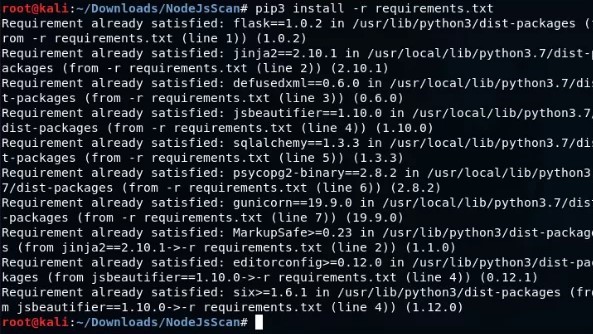 root@kali:~/Downloads/NodeJsScan# pip3 install -r requirements.txt
Requirement already satisfied: flask==1.0.2 in /usr/lib/python3/dist-packages (
rom -r requirements.txt (line 1)) (1.0.2)
Requirement already satisfied: jinja2==2.10.1 in /usr/local/lib/python3.7/dist-p
ackages (from -r requirements.txt (line 2)) (2.10.1)
Requirement already satisfied: defusedxml==0.6.0 in /usr/local/lib/python3.7/dis
t-packages (from -r requirements.txt (line 3)) (0.6.0)
Requirement already satisfied: jsbeautifier==1.10.0 in /usr/local/lib/python3.7/
dist-packages (from -r requirements.txt (line 4)) (1.10.0)
Requirement already satisfied: sqlalchemy==1.3.3 in /usr/local/lib/python3.7/dis
t-packages (from -r requirements.txt (line 5)) (1.3.3)
Requirement already satisfied: psycopg2-binary==2.8.2 in /usr/local/lib/python3
7/dist-packages (from -r requirements.txt (line 6)) (2.8.2)
Requirement already satisfied: gunicorn==19.9.0 in /usr/local/lib/python3.7/dist
-packages (from -r requirements.txt (line 7)) (19.9.0)
Requirement already satisfied: MarkupSafe>=0.23 in /usr/lib/python3/dist-package
s (from jinja2==2.10.1->-r requirements.txt (line 2)) (1.1.0)
Requirement already satisfied: editorconfig>=0.12.0 in /usr/lib/python3/dist-pac
kages (from jsbeautifier==1.10.0->-r requirements.txt (line 4)) (0.12.1)
Requirement already satisfied: six>=1.6.1 in /usr/lib/python3/dist-packages (fro
m jsbeautifier==1.10.0->-r requirements.txt (line 4)) (1.12.0)
root@kali:~/Downloads/NodeJsScan#